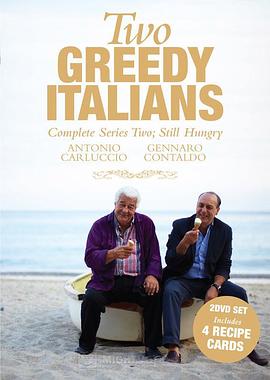 Two
GREEDY
ITALIANS
Complete Series Two; Still Hungry
ANTONIO CARLUCCIO
GENNARO CONTALDO
2DVD SET
Includes
4 RECIPE
CARDS